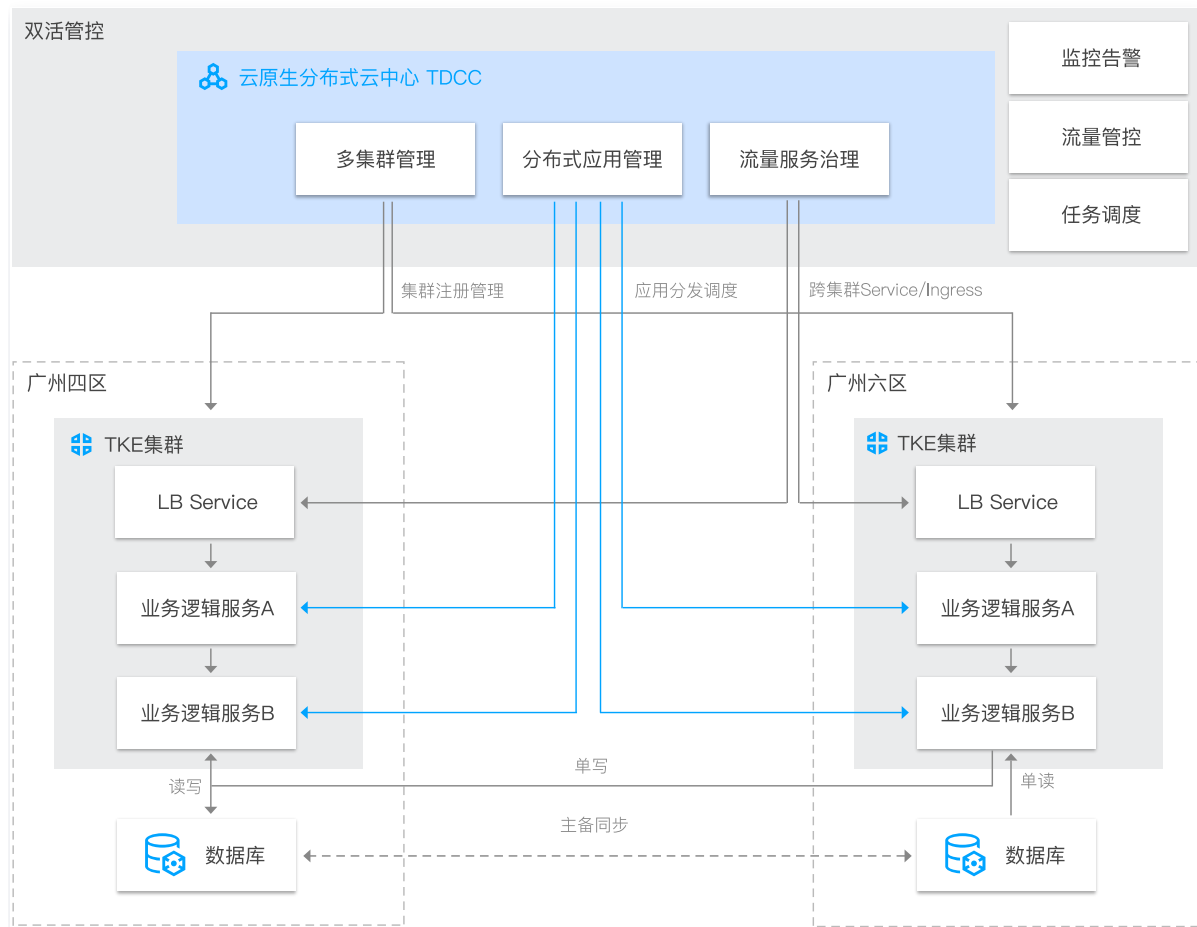 双活管控
云原生分布式云中心 TDCC
监控告警
流量管控
任务调度
多集群管理
分布式应用管理
流量服务治理
集群注册管理
应用分发调度
跨集群Service/Ingress
广州四区
TKE集群
LB Service
业务逻辑服务A
业务逻辑服务B
读写
数据库
单写
主备同步
广州六区
TKE集群
LB Service
业务逻辑服务A
业务逻辑服务B
单读
数据库